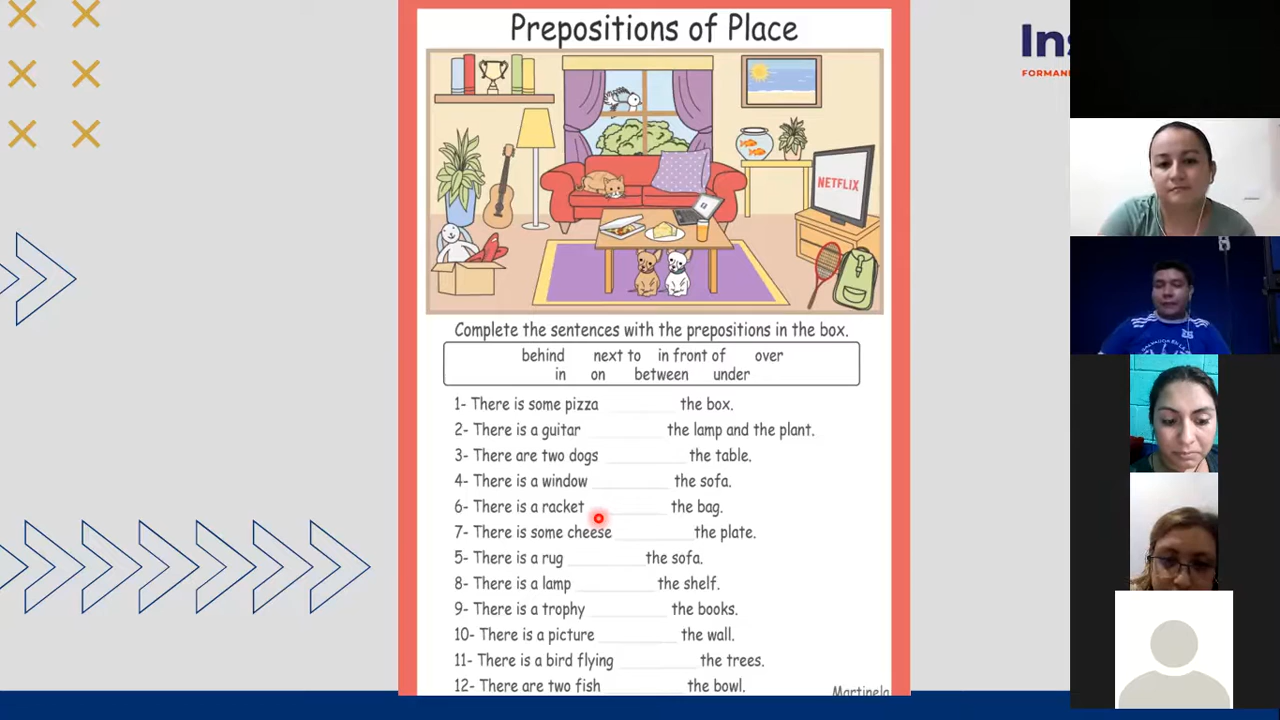 Prepositions of Place
NETFLIX
Complete the sentences with the prepositions in the box.
behind next to in front of over
in on between under
1- There is some pizza the box.
2- There is a guitar the lamp and the plant.
3- There are two dogs the table.
4- There is a window the sofa.
6- There is a racket the bag.
7- There is some cheese the plate.
5- There is a rug the sofa.
8- There is a lamp the shelf.
9- There is a trophy the books.
10- There is a picture the wall.
11- There is a bird flying the trees.
12- There are two fish the bowl.
Martinela
In
FORMAN